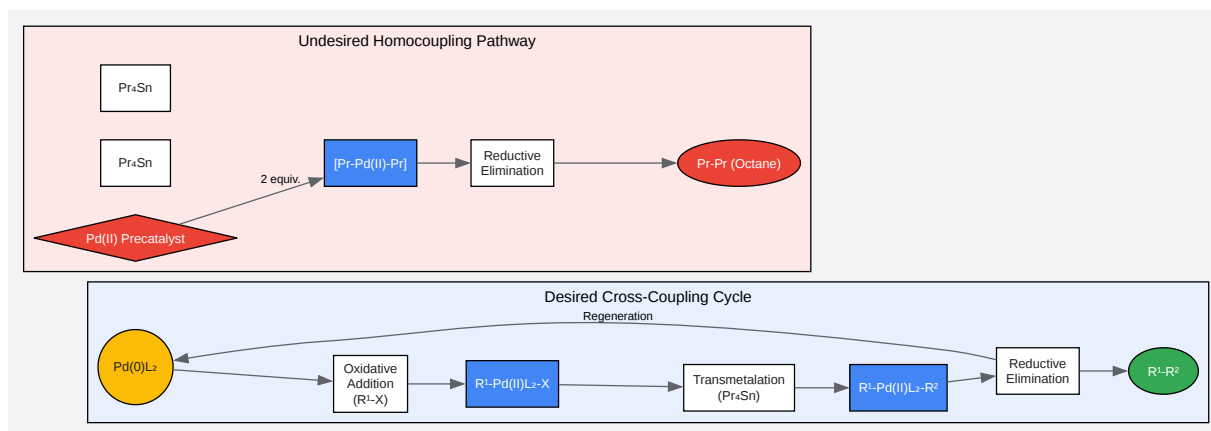 Undesired Homocoupling Pathway
Pr₄Sn
Pr₄Sn
2 equiv.
[Pr-Pd(II)-Pr]
Reductive
Elimination
Pr-Pr (Octane)
Pd(II) Precatalyst
Desired Cross-Coupling Cycle
Regeneration
Pd(0)L₂
Oxidative
Addition
(R¹-X)
R¹-Pd(II)L₂-X
Transmetalation
(Pr₄Sn)
R¹-Pd(II)L₂-R²
Reductive
Elimination
R¹-R²